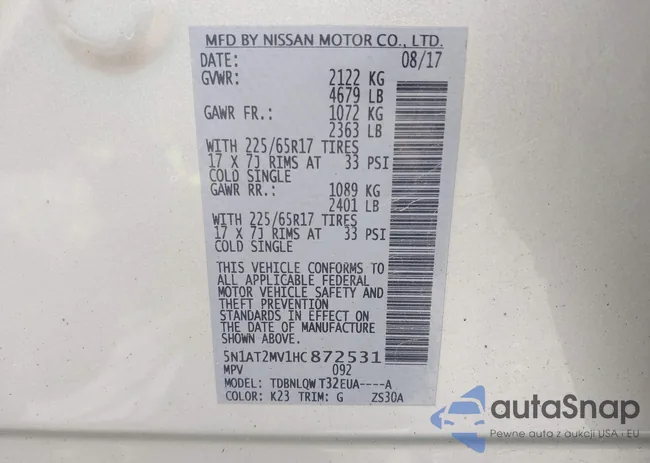 MFD BY NISSAN MOTOR CO., LTD.
DATE: 08/17
GVWR: 2122 KG
4679 LB
GAWR FR.: 1072 KG
2363 LB
WITH 225/65R17 TIRES
17 X 7J RIMS AT 33 PSI
COLD SINGLE
GAWR RR.: 1089 KG
2401 LB
WITH 225/65R17 TIRES
17 X 7J RIMS AT 33 PSI
COLD SINGLE
THIS VEHICLE CONFORMS TO
ALL APPLICABLE FEDERAL
MOTOR VEHICLE SAFETY AND
THEFT PREVENTION
STANDARDS IN EFFECT ON
THE DATE OF MANUFACTURE
SHOWN ABOVE.
5N1AT2MV1HC872531
MPV 092
MODEL: TDBNLQW T32EUA----A
COLOR: K23 TRIM: G ZS30A
autoSnap
Pewne auta z aukcji USA i EU